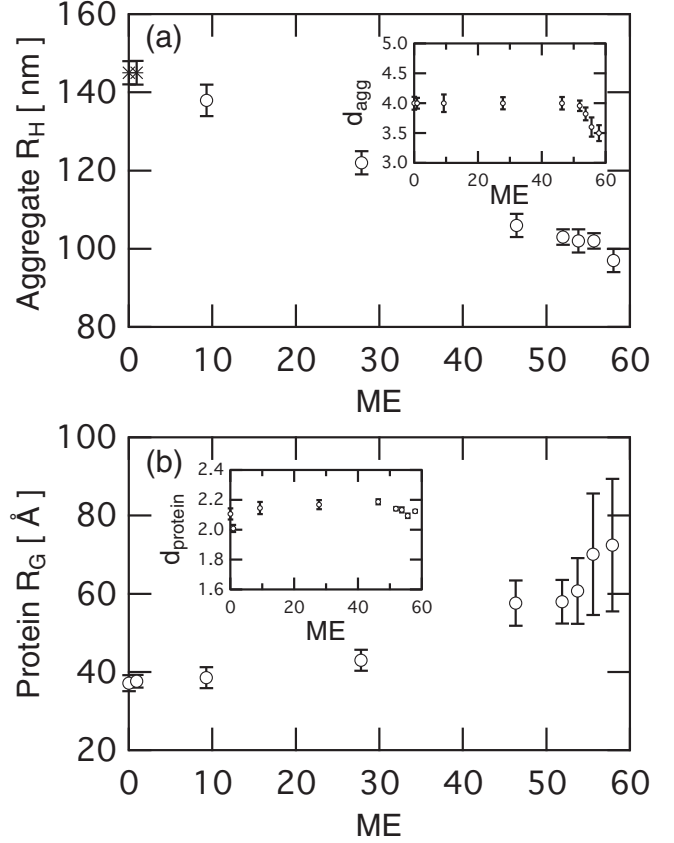 160
140
120
100
80
Aggregate R_H [ nm ]
(a)
5.0
4.5
4.0
3.5
3.0
d_agg
0 20 40 60
ME
0 10 20 30 40 50 60
ME
100
80
60
40
20
Protein R_G [ Å ]
(b)
2.4
2.2
2.0
1.8
1.6
d_protein
0 20 40 60
ME
0 10 20 30 40 50 60
ME